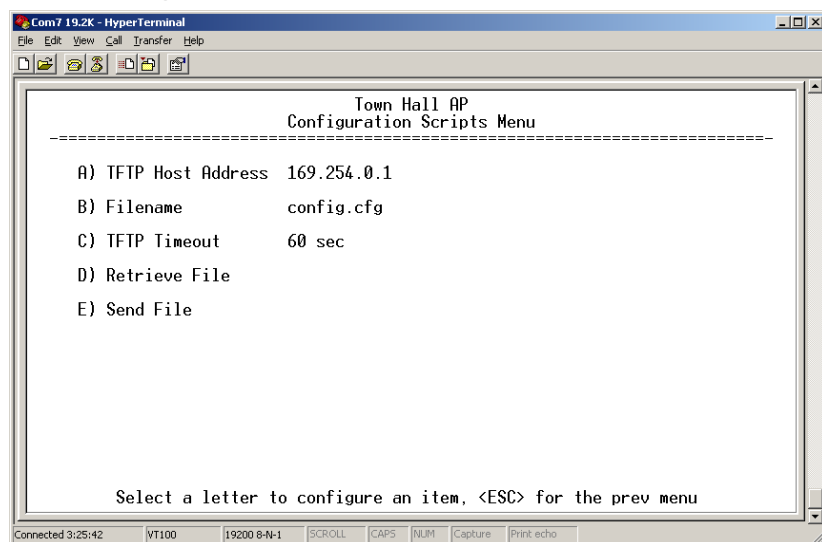 Com7 19.2K - HyperTerminal
File Edit View Call Transfer Help
Town Hall AP
Configuration Scripts Menu
-==========================================================================-
A) TFTP Host Address 169.254.0.1
B) Filename config.cfg
C) TFTP Timeout 60 sec
D) Retrieve File
E) Send File
Select a letter to configure an item, <ESC> for the prev menu
Connected 3:25:42 VT100 19200 8-N-1 SCROLL CAPS NUM Capture Print echo